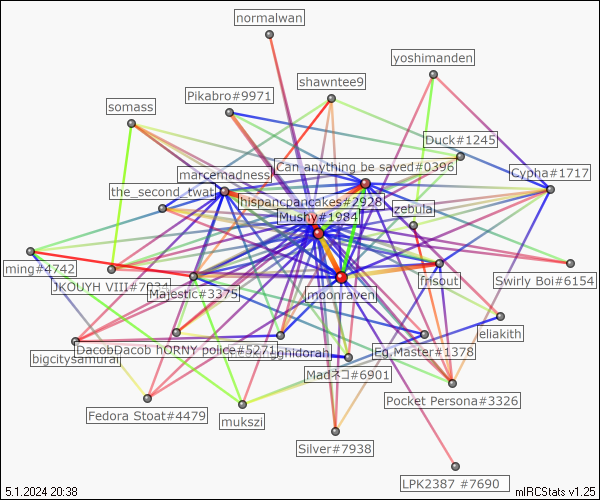 normalwan
yoshimanden
shawntee9
Pikabro#9971
somass
Duck#1245
Can anything be saved#0396
Cypha#1717
marcemadness
the_second_twat
hispancpancakes#2928
zebula
Mushy#1984
ming#4742
JKOUYH VIII#7034
Majestic#3375
moonraven
frisout
Swirly Boi#6154
eliakith
DacobDacob hORNY police#5271
ghidorah
Eg Master#1378
bigcitysamurai
Madネコ#6901
Pocket Persona#3326
Fedora Stoat#4479
mukszi
Silver#7938
LPK2387 #7690
5.1.2024 20:38
mIRCStats v1.25